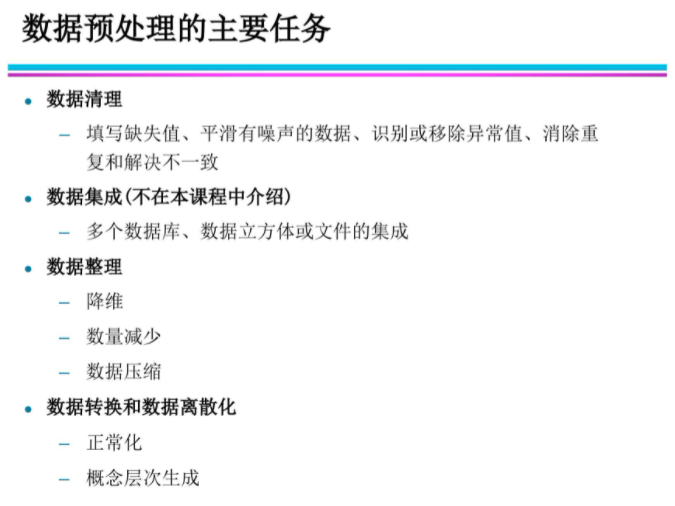 数据预处理的主要任务
• 数据清理
– 填写缺失值、平滑有噪声的数据、识别或移除异常值、消除重
复和解决不一致
• 数据集成(不在本课程中介绍)
– 多个数据库、数据立方体或文件的集成
• 数据整理
– 降维
– 数量减少
– 数据压缩
• 数据转换和数据离散化
– 正常化
– 概念层次生成